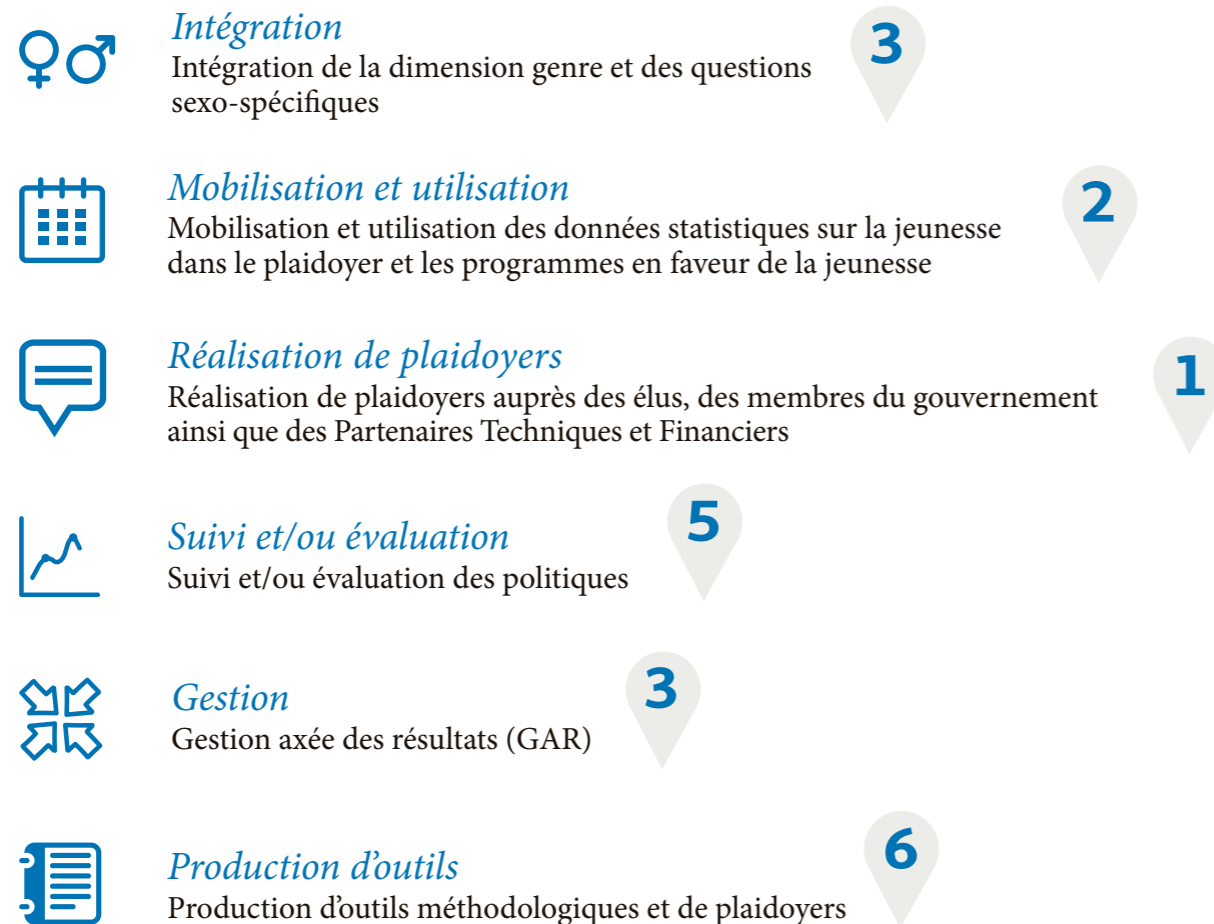 Intégration
Intégration de la dimension genre et des questions
sexo-spécifiques
3
Mobilisation et utilisation
Mobilisation et utilisation des données statistiques sur la jeunesse
dans le plaidoyer et les programmes en faveur de la jeunesse
2
Réalisation de plaidoyers
Réalisation de plaidoyers auprès des élus, des membres du gouvernement
ainsi que des Partenaires Techniques et Financiers
1
Suivi et/ou évaluation
Suivi et/ou évaluation des politiques
5
Gestion
Gestion axée des résultats (GAR)
3
Production d'outils
Production d'outils méthodologiques et de plaidoyers
6